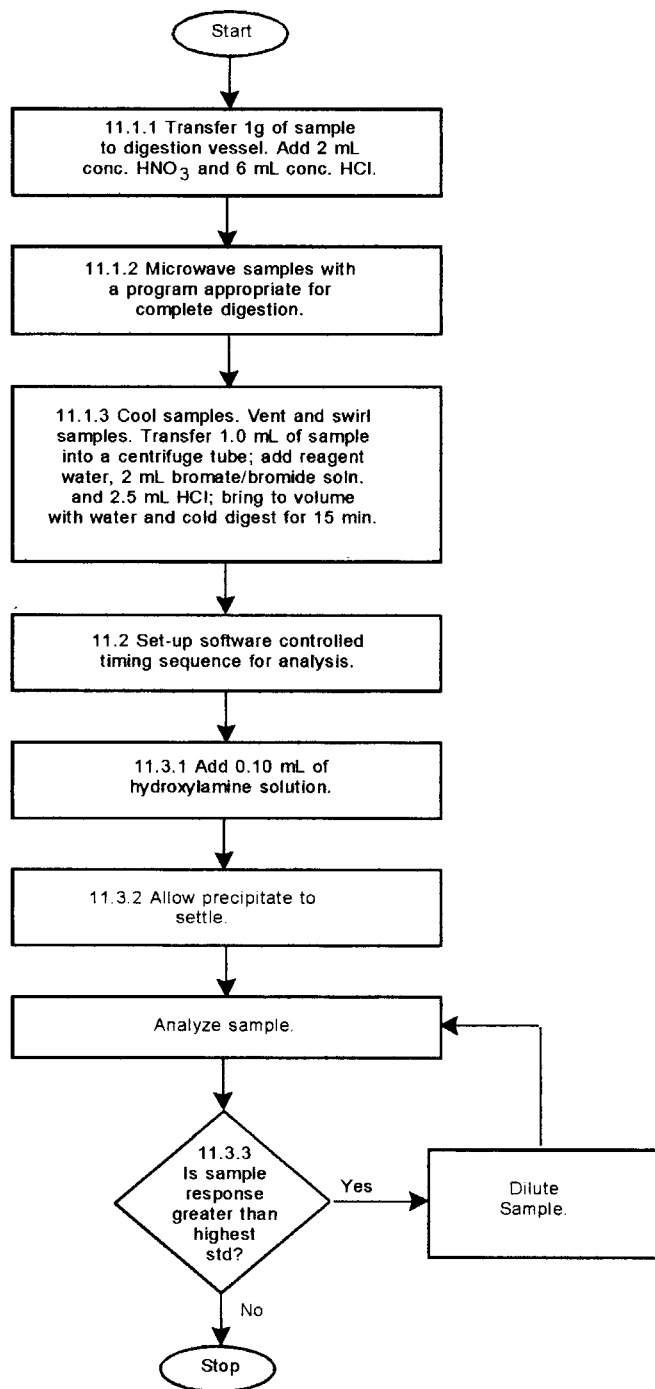 Start
11.1.1 Transfer 1g of sample
to digestion vessel. Add 2 mL
conc. HNO3 and 6 mL conc. HCl.
11.1.2 Microwave samples with
a program appropriate for
complete digestion.
11.1.3 Cool samples. Vent and swirl
samples. Transfer 1.0 mL of sample
into a centrifuge tube; add reagent
water, 2 mL bromate/bromide soln.
and 2.5 mL HCl; bring to volume
with water and cold digest for 15 min.
11.2 Set-up software controlled
timing sequence for analysis.
11.3.1 Add 0.10 mL of
hydroxylamine solution.
11.3.2 Allow precipitate to
settle.
Analyze sample.
11.3.3
Is sample
response
greater than
highest
std?
Yes
Dilute
Sample.
No
Stop